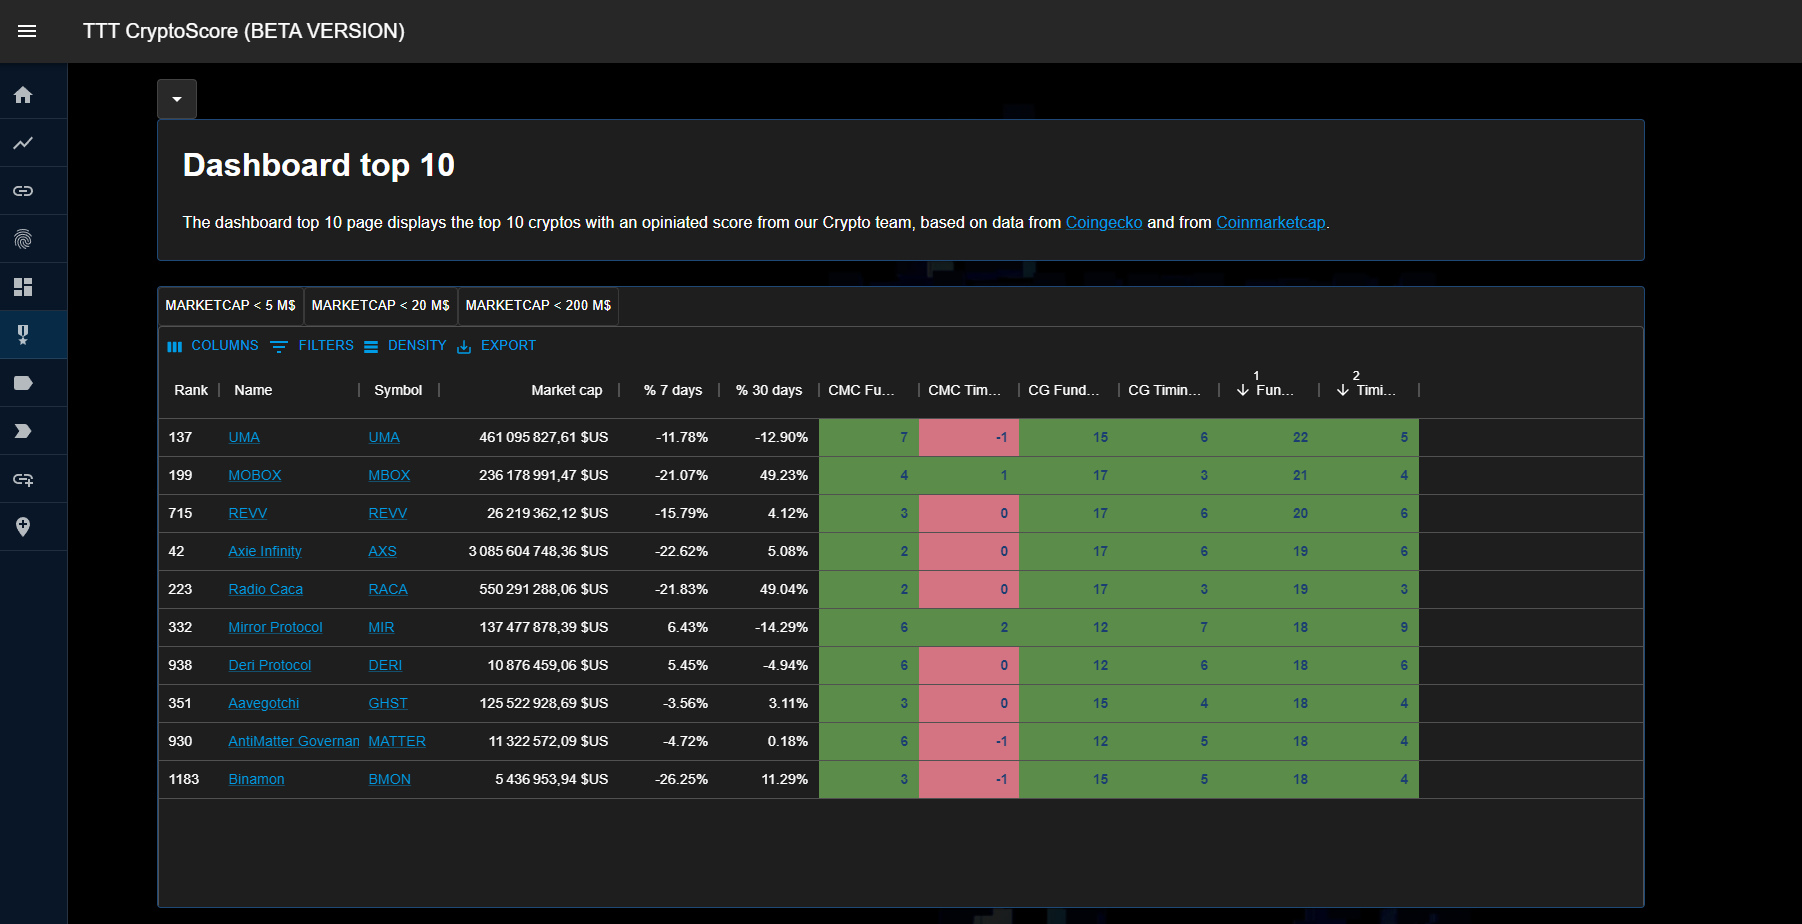 TTT CryptoScore (BETA VERSION)
Dashboard top 10
The dashboard top 10 page displays the top 10 cryptos with an opiniated score from our Crypto team, based on data from Coingecko and from Coinmarketcap.
MARKETCAP < 5 M$ MARKETCAP < 20 M$ MARKETCAP < 200 M$
COLUMNS FILTERS DENSITY EXPORT
Rank Name Symbol Market cap % 7 days % 30 days CMC Fu... CMC Tim... CG Fund... CG Timin... 1 Fun... 2 Timi...
137 UMA UMA 461 095 827,61 $US -11.78% -12.90% 7 -1 15 6 22 5
199 MOBOX MBOX 236 178 991,47 $US -21.07% 49.23% 4 1 17 3 21 4
715 REVV REVV 26 219 362,12 $US -15.79% 4.12% 3 0 17 6 20 6
42 Axie Infinity AXS 3 085 604 748,36 $US -22.62% 5.08% 2 0 17 6 19 6
223 Radio Caca RACA 550 291 288,06 $US -21.83% 49.04% 2 0 17 3 19 3
332 Mirror Protocol MIR 137 477 878,39 $US 6.43% -14.29% 6 2 12 7 18 9
938 Deri Protocol DERI 10 876 459,06 $US 5.45% -4.94% 6 0 12 6 18 6
351 Aavegotchi GHST 125 522 928,69 $US -3.56% 3.11% 3 0 15 4 18 4
930 AntiMatter Governan MATTER 11 322 572,09 $US -4.72% 0.18% 6 -1 12 5 18 4
1183 Binamon BMON 5 436 953,94 $US -26.25% 11.29% 3 -1 15 5 18 4